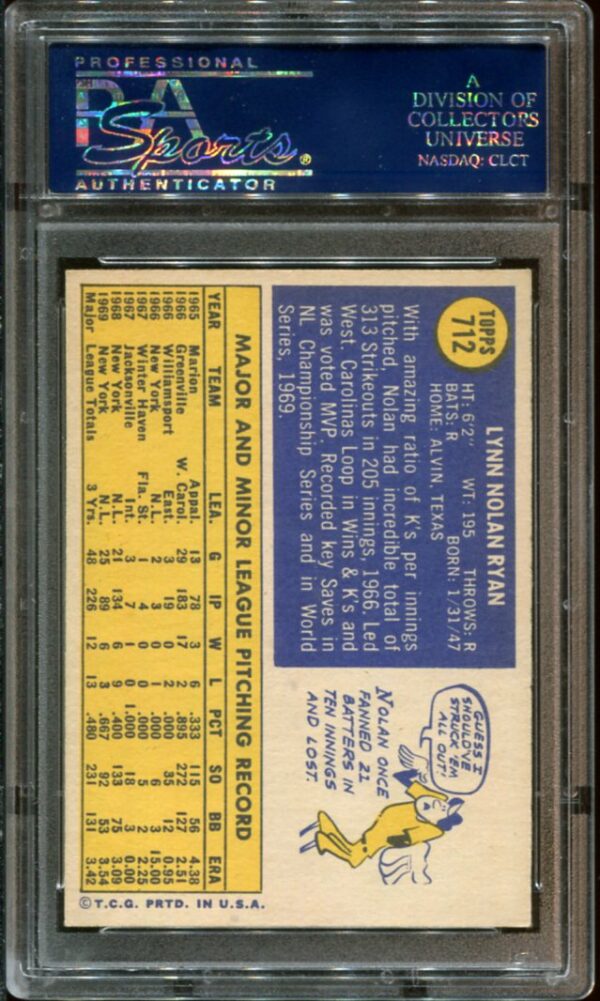 PROFESSIONAL
PSA
Sports®
AUTHENTICATOR
A
DIVISION OF
COLLECTORS
UNIVERSE
NASDAQ: CLCT
TOPPS
712
LYNN NOLAN RYAN
HT: 6'2" WT: 195 THROWS: R
BATS: R BORN: 1/31/47
HOME: ALVIN, TEXAS
With amazing ratio of K's per innings
pitched, Nolan had incredible total of
313 Strikeouts in 205 innings, 1966. Led
West. Carolinas Loop in Wins & K's and
was voted MVP. Recorded key Saves in
NL Championship Series and in World
Series, 1969.
GUESS I
SHOULD'VE
STRUCK 'EM
ALL OUT!
NOLAN ONCE
FANNED 21
BATTERS IN
TEN INNINGS
AND LOST.
MAJOR AND MINOR LEAGUE PITCHING RECORD
YEAR TEAM LEA. G IP W L PCT SO BB ERA
1965 Marion Appal. 13 78 3 6 .333 115 56 4.38
1966 Greenville W. Carol. 29 183 17 2 .895 272 127 2.51
1966 Williamsport East. 3 19 0 2 .000 35 12 0.95
1966 New York N.L. 2 3 0 1 .000 6 3 15.00
1967 Winter Haven Fla. St. 1 4 0 0 .000 5 2 2.25
1967 Jacksonville Int. 3 7 1 0 1.000 18 3 0.00
1968 New York N.L. 21 134 6 9 .400 133 75 3.09
1969 New York N.L. 25 89 6 3 .667 92 53 3.54
Major League Totals 3 Yrs. 48 226 12 13 .480 231 131 3.42
©T.C.G. PRTD. IN U.S.A.